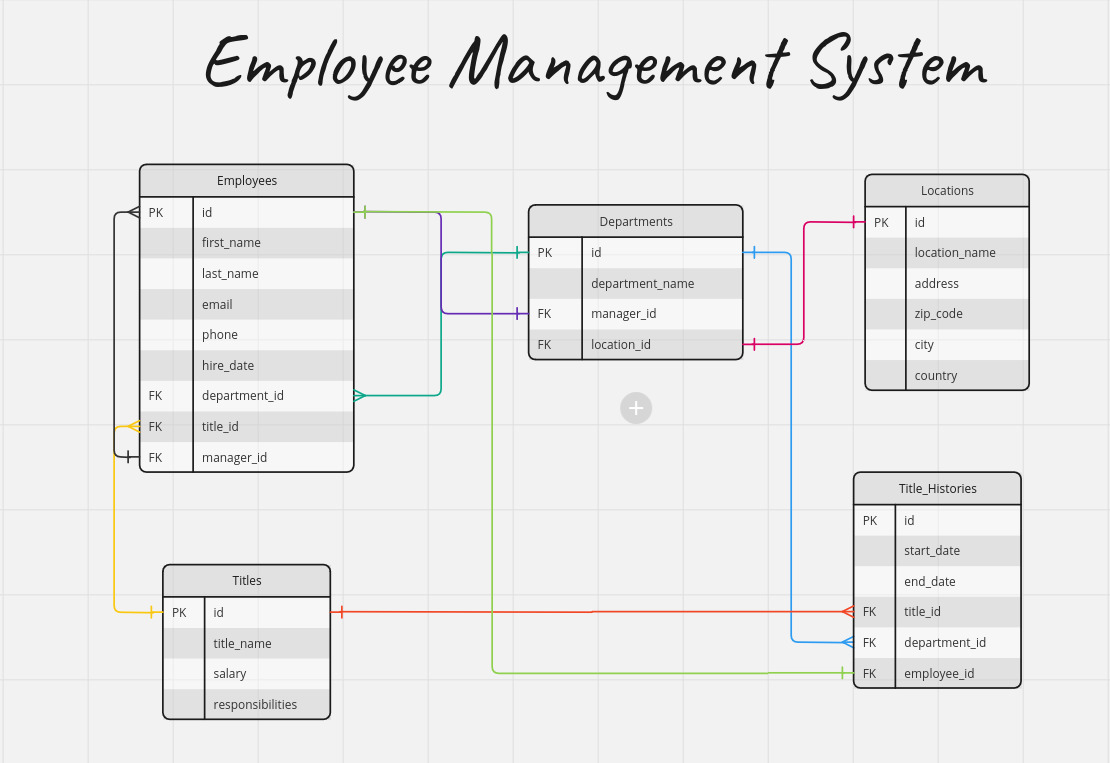 Employee Management System
Employees
PK id
first_name
last_name
email
phone
hire_date
FK department_id
FK title_id
FK manager_id
Departments
PK id
department_name
FK manager_id
FK location_id
Locations
PK id
location_name
address
zip_code
city
country
Titles
PK id
title_name
salary
responsibilities
Title_Histories
PK id
start_date
end_date
FK title_id
FK department_id
FK employee_id